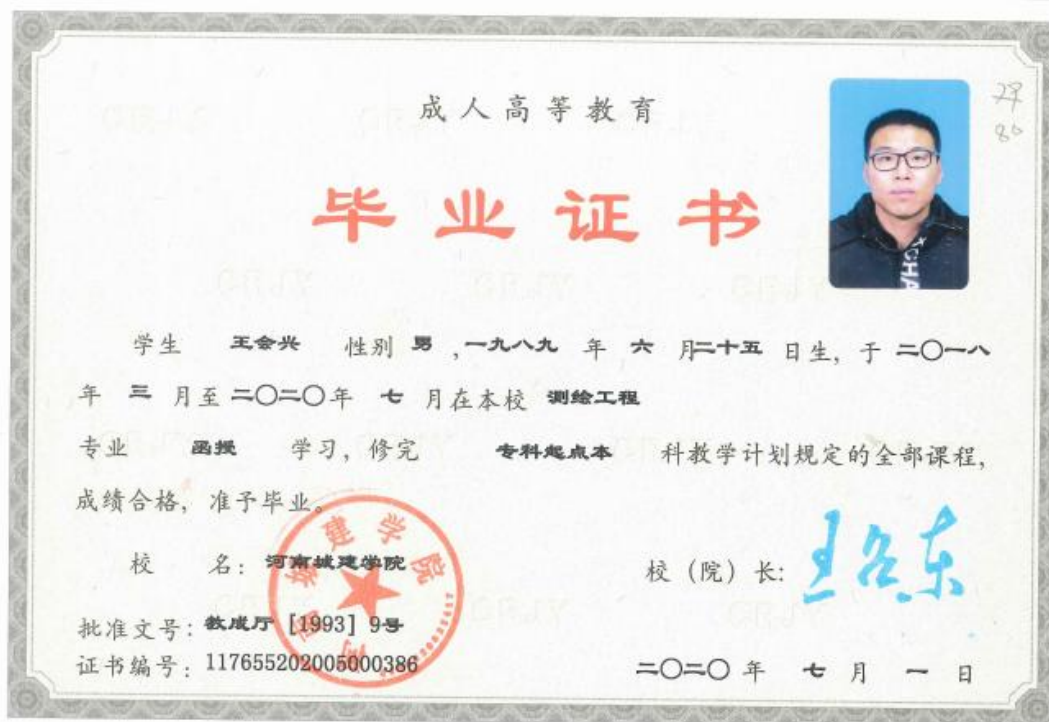 成人高等教育
毕业证书
学生 王会兴 性别 男 ,一九八九 年 六 月二十五 日生, 于 二〇一八
年 三 月至 二〇二〇年 七 月在本校 测绘工程
专业 函授 学习, 修完 专科起点本 科教学计划规定的全部课程,
成绩合格, 准予毕业。
校 名: 河南城建学院
校 (院) 长:
批准文号: 教成厅 [1993] 9号
证书编号: 117655202005000386
二〇二〇 年 七 月 一 日